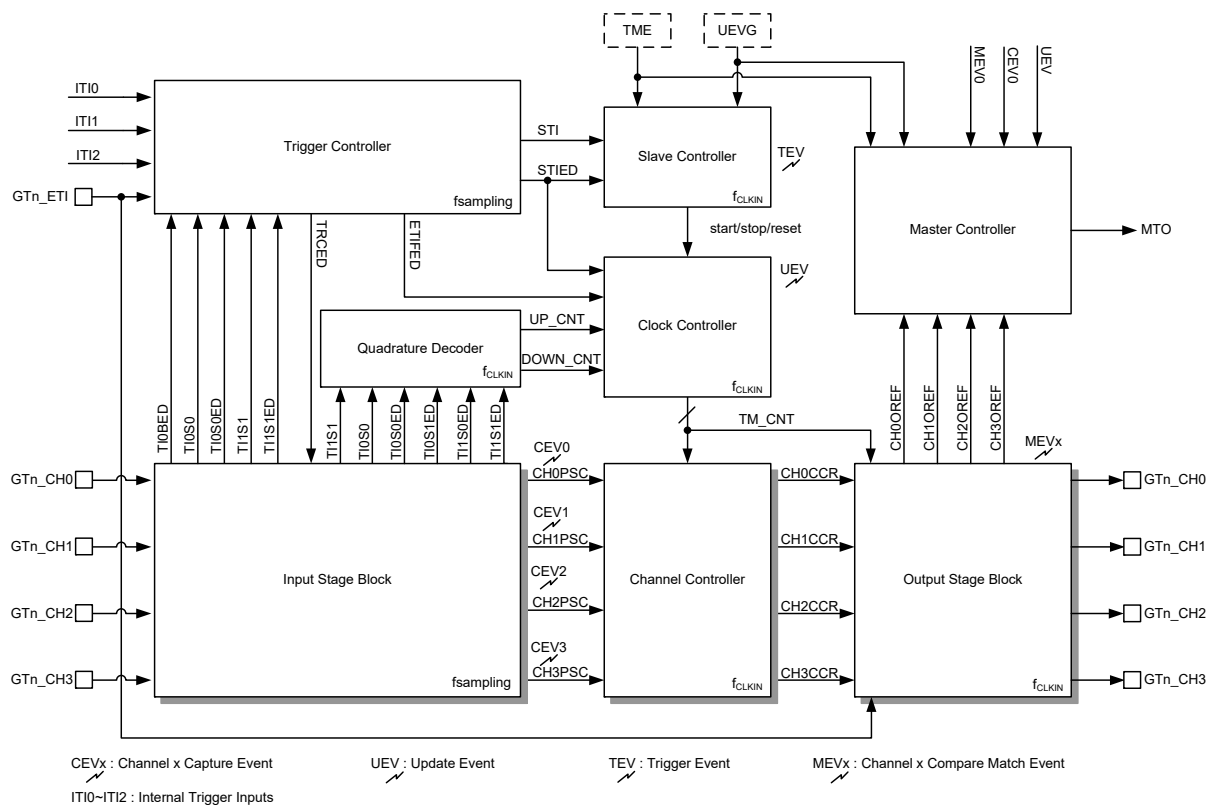 TME
UEVG
MEV0
CEV0
UEV
ITI0
ITI1
ITI2
GTn_ETI
Trigger Controller
fsampling
STI
STIED
Slave Controller
fCLKIN
TEV
start/stop/reset
Master Controller
MTO
TRCED
ETIFED
UEV
Clock Controller
fCLKIN
Quadrature Decoder
fCLKIN
UP_CNT
DOWN_CNT
TI0BED
TI0S0
TI0S0ED
TI1S1
TI1S1ED
TI1S1
TI0S0
TI0S0ED
TI0S1ED
TI1S0ED
TI1S1ED
TM_CNT
CH0OREF
CH1OREF
CH2OREF
CH3OREF
MEVx
GTn_CH0
GTn_CH1
GTn_CH2
GTn_CH3
Input Stage Block
fsampling
CEV0
CH0PSC
CEV1
CH1PSC
CEV2
CH2PSC
CEV3
CH3PSC
Channel Controller
fCLKIN
CH0CCR
CH1CCR
CH2CCR
CH3CCR
Output Stage Block
fCLKIN
GTn_CH0
GTn_CH1
GTn_CH2
GTn_CH3
CEVx : Channel x Capture Event
UEV : Update Event
TEV : Trigger Event
MEVx : Channel x Compare Match Event
ITI0~ITI2 : Internal Trigger Inputs